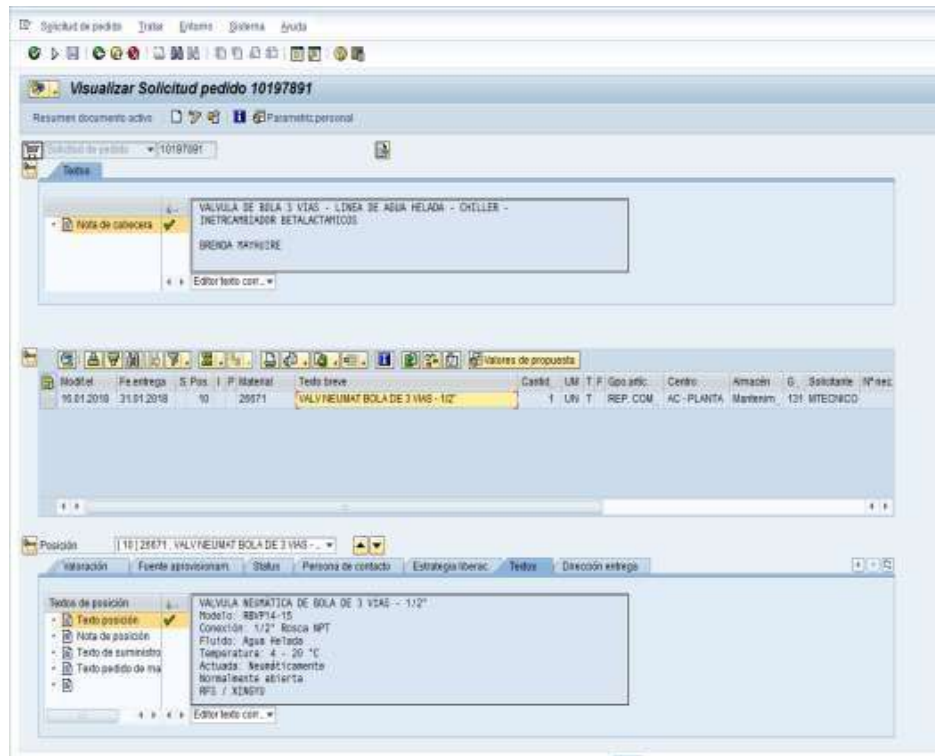 Solicitud de pedido Tratar Entorno Sistema Ayuda
Visualizar Solicitud pedido 10197891
Resumen documento activo Parametriz.personal
Solicitud de pedido 10197891
Textos
Nota de cabecera
VALVULA DE BOLA 3 VIAS - LINEA DE AGUA HELADA - CHILLER -
INETRCAMBIADOR BETALACTAMICOS
BRENDA MAYHUIRE
Editor texto cont...
Valores de propuesta
Modif.el Fe.entrega S Pos. I P Material Texto breve Cantid. UM T F Gpo.artíc. Centro Almacén G. Solicitante Nº nec.
16.01.2018 31.01.2018 10 26671 VALV NEUMAT BOLA DE 3 VIAS - 1/2" 1 UN T REP. COM AC - PLANTA Mantenim. 131 MTECNICO
Posición [ 10 ] 26671 , VALV NEUMAT BOLA DE 3 VIAS - ...
Valoración Fuente aprovisionam. Status Persona de contacto Estrategia liberac. Textos Dirección entrega
Textos de posición
Texto posición
Nota de posición
Texto de suministro
Texto pedido de ma
VALVULA NEUMATICA DE BOLA DE 3 VIAS - 1/2"
Modelo: RBVP14-15
Conexión: 1/2" Rosca NPT
Fluido: Agua Helada
Temperatura: 4 - 20 °C
Actuada: Neumáticamente
Normalmente abierta
RFS / XINGYU
Editor texto cont...